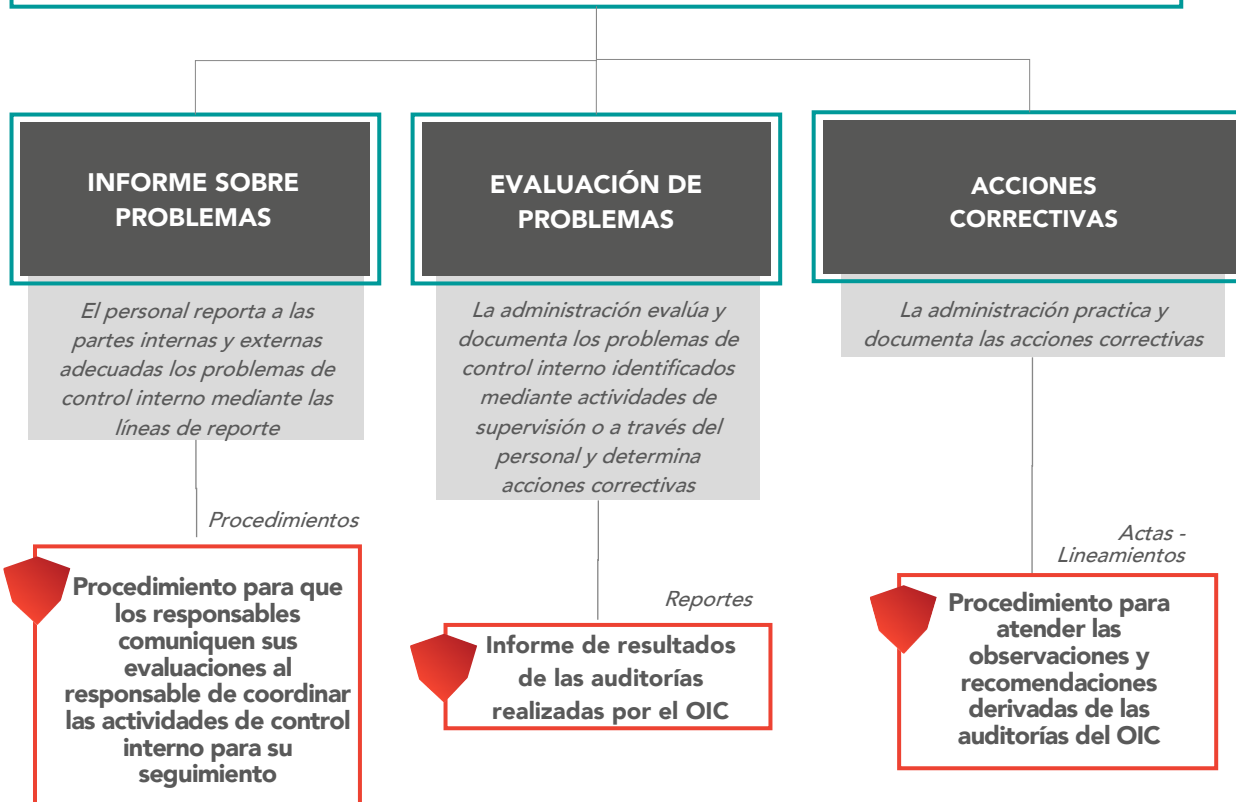 INFORME SOBRE
PROBLEMAS
El personal reporta a las
partes internas y externas
adecuadas los problemas de
control interno mediante las
líneas de reporte
Procedimientos
Procedimiento para que
los responsables
comuniquen sus
evaluaciones al
responsable de coordinar
las actividades de control
interno para su
seguimiento
EVALUACIÓN DE
PROBLEMAS
La administración evalúa y
documenta los problemas de
control interno identificados
mediante actividades de
supervisión o a través del
personal y determina
acciones correctivas
Reportes
Informe de resultados
de las auditorías
realizadas por el OIC
ACCIONES
CORRECTIVAS
La administración practica y
documenta las acciones correctivas
Actas -
Lineamientos
Procedimiento para
atender las
observaciones y
recomendaciones
derivadas de las
auditorías del OIC